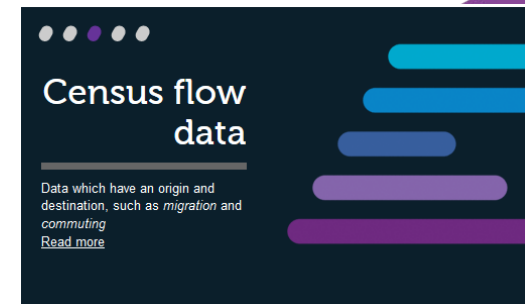 Census flow
data
Data which have an origin and
destination, such as migration and
commuting
Read more